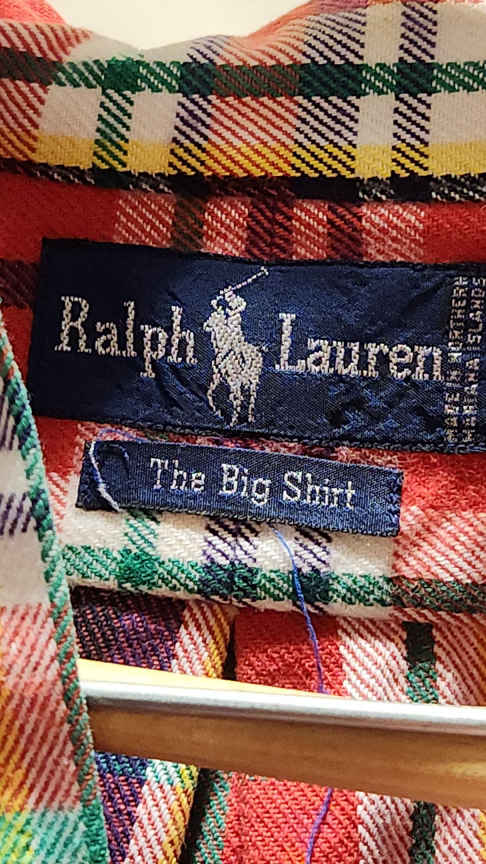 Ralph Lauren
MADE IN NORTHERN
MARIANA ISLANDS
The Big Shirt